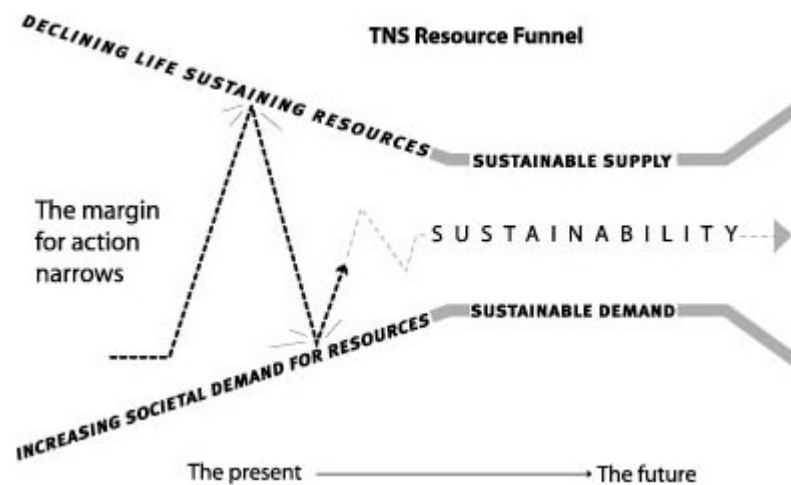 TNS Resource Funnel
DECLINING LIFE SUSTAINING RESOURCES
SUSTAINABLE SUPPLY
The margin
for action
narrows
SUSTAINABILITY
SUSTAINABLE DEMAND
INCREASING SOCIETAL DEMAND FOR RESOURCES
The present
The future